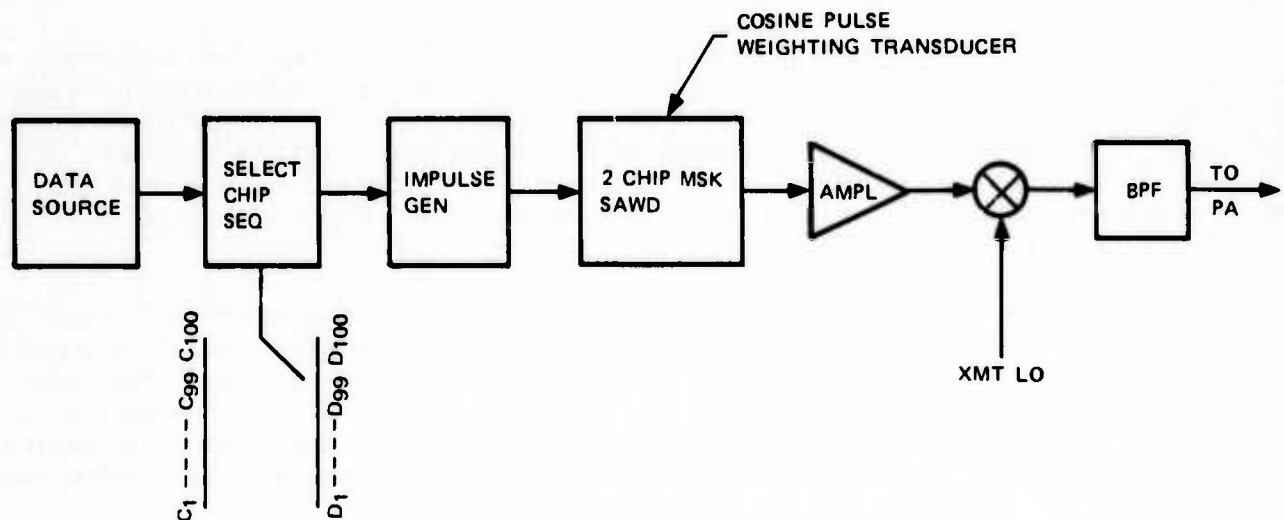 COSINE PULSE
WEIGHTING TRANSDUCER
DATA
SOURCE
SELECT
CHIP
SEQ
IMPULSE
GEN
2 CHIP MSK
SAWD
AMPL
BPF
TO
PA
C1 ---- C99 C100
D1 -----D99 D100
XMT LO